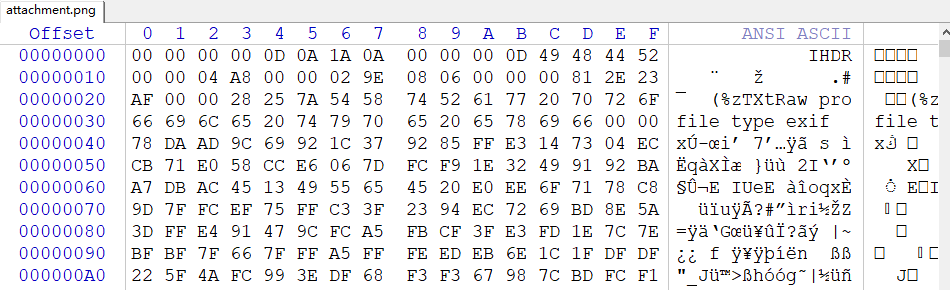 attachment.png
Offset 0 1 2 3 4 5 6 7 8 9 A B C D E F ANSI ASCII
00000000 00 00 00 00 0D 0A 1A 0A 00 00 00 0D 49 48 44 52 IHDR
00000010 00 00 04 A8 00 00 02 9E 08 06 00 00 00 81 2E 23 ¨ ž .#
00000020 AF 00 00 28 25 7A 54 58 74 52 61 77 20 70 72 6F ¯ (%zTXtRaw pro (%z
00000030 66 69 6C 65 20 74 79 70 65 20 65 78 69 66 00 00 file type exif file t
00000040 78 DA AD 9C 69 92 1C 37 92 85 FF E3 14 73 04 EC xÚ-œi’ 7’…ÿã s ì
00000050 CB 71 E0 58 CC E6 06 7D FC F9 1E 32 49 91 92 BA ËqàXÌæ }üù 2I‘’º
00000060 A7 DB AC 45 13 49 55 65 45 20 E0 EE 6F 71 78 C8 §Û¬E IUeE àîoqxÈ
00000070 9D 7F FC EF 75 FF C3 3F 23 94 EC 72 69 BD 8E 5A üïuÿÃ?#”ìri½ŽZ
00000080 3D FF E4 91 47 9C FC A5 FB CF 3F E3 FD 1E 7C 7E =ÿä‘Gœü¥ûÏ?ãý |~
00000090 BF BF 7F 66 7F FF A5 FF FE ED EB 6E 1C 1F DF DF ¿¿ f ÿ¥ÿþíën ßß
000000A0 22 5F 4A FC 99 3E DF 68 F3 F3 67 98 7C BD FC F1 "_Jü™>ßhóóg˜|½üñ